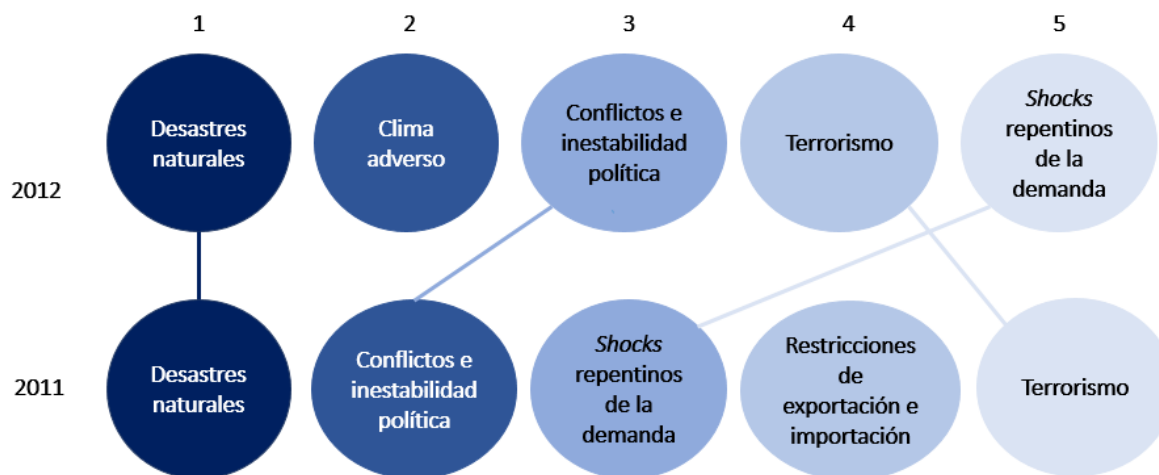 1
2
3
4
5
2012
Desastres
naturales
Clima
adverso
Conflictos e
inestabilidad
política
Terrorismo
Shocks
repentinos
de la
demanda
2011
Desastres
naturales
Conflictos e
inestabilidad
política
Shocks
repentinos
de la
demanda
Restricciones
de
exportación e
importación
Terrorismo